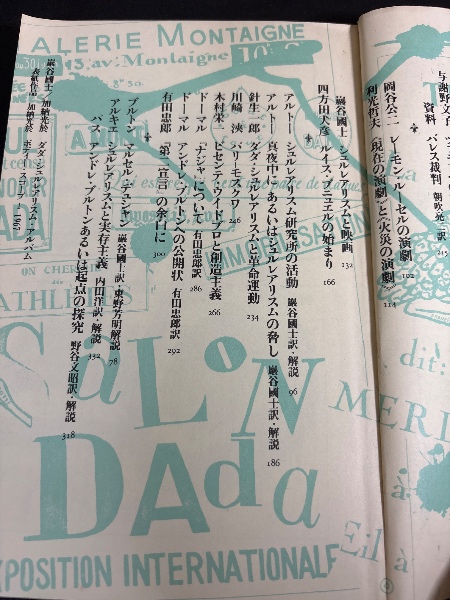 与謝野文子
資料 バレス裁判 朝吹亮二訳 215
岡谷公二 レーモン・ルーセルの演劇 102
利光哲夫 〈現在の演劇〉と〈火災の演劇〉 114
巖谷國士 シュルレアリスムと映画 132
四方田犬彦 ルイス・ブニュエルの始まり 166
アルトー シュルレアリスム研究所の活動 巖谷國士訳・解説 96
アルトー 真夜中に あるいはシュルレアリスムの脅し 巖谷國士訳・解説 186
針生一郎 ダダ・シュルレアリスムと革命運動 234
川崎浹 パリ=モスクワ 246
木村栄一 ビセンテ・ウイドブロと創造主義 266
ドーマル 「ナジャ」について 有田忠郎訳 286
ドーマル アンドレ・ブルトンへの公開状 有田忠郎訳 292
有田忠郎 「第二宣言」の余白に 300
ブルトン マルセル・デュシャン 巖谷國士訳・東野芳明解説 78
アルキエ シュルレアリスムと実存主義 内田洋訳・解説 332
パス アンドレ・ブルトンあるいは起点の探究 野谷文昭訳・解説 318
巖谷國士/加納光於 ダダ・シュルレアリスム・アルバム
表紙作品=加納光於
ALERIE MONTAIGNE
13, av. Montaigne
SALON
DADA
EXPOSITION INTERNATIONALE
dit:
MERI
Eil à
à